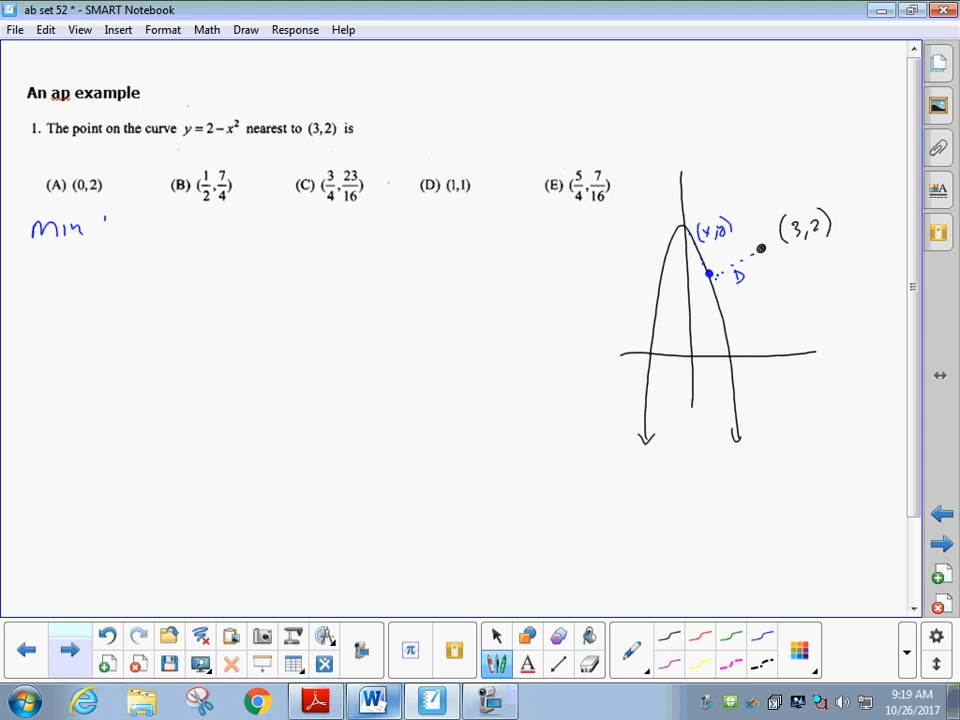 ab set 52 * - SMART Notebook
File Edit View Insert Format Math Draw Response Help
An ap example
1. The point on the curve y = 2 − x² nearest to (3, 2) is
(A) (0, 2) (B) (1/2, 7/4) (C) (3/4, 23/16) (D) (1, 1) (E) (5/4, 7/16)
Min
(x,y) (3,2)
D
π
A
9:19 AM
10/26/2017